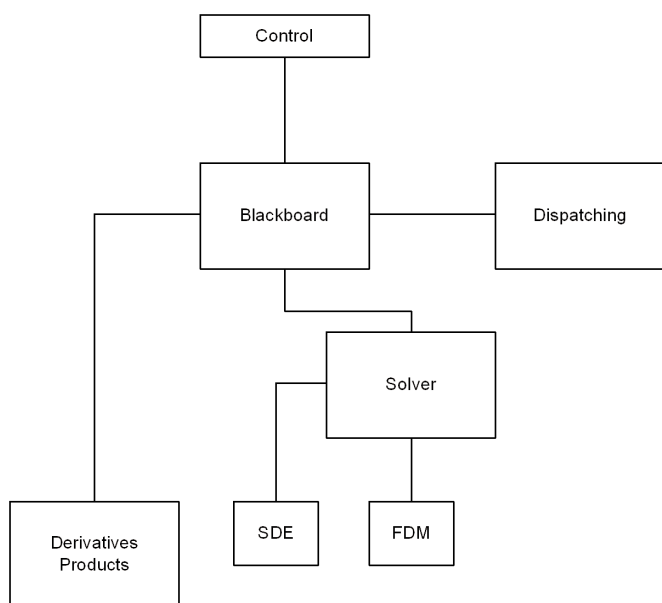 Control
Blackboard
Dispatching
Solver
SDE
FDM
Derivatives
Products